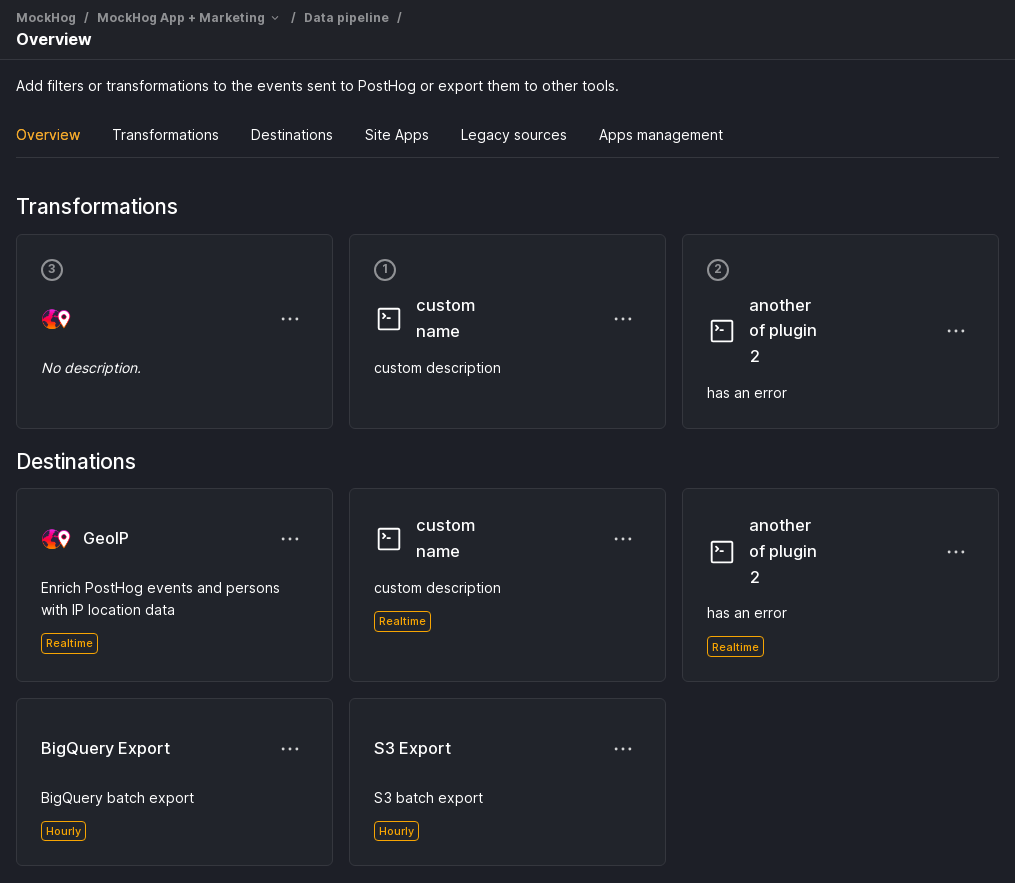 MockHog / MockHog App + Marketing / Data pipeline /
Overview
Add filters or transformations to the events sent to PostHog or export them to other tools.
Overview Transformations Destinations Site Apps Legacy sources Apps management
Transformations
3
No description.
1
custom
name
custom description
2
another
of plugin
2
has an error
Destinations
GeoIP
Enrich PostHog events and persons
with IP location data
Realtime
custom
name
custom description
Realtime
another
of plugin
2
has an error
Realtime
BigQuery Export
BigQuery batch export
Hourly
S3 Export
S3 batch export
Hourly